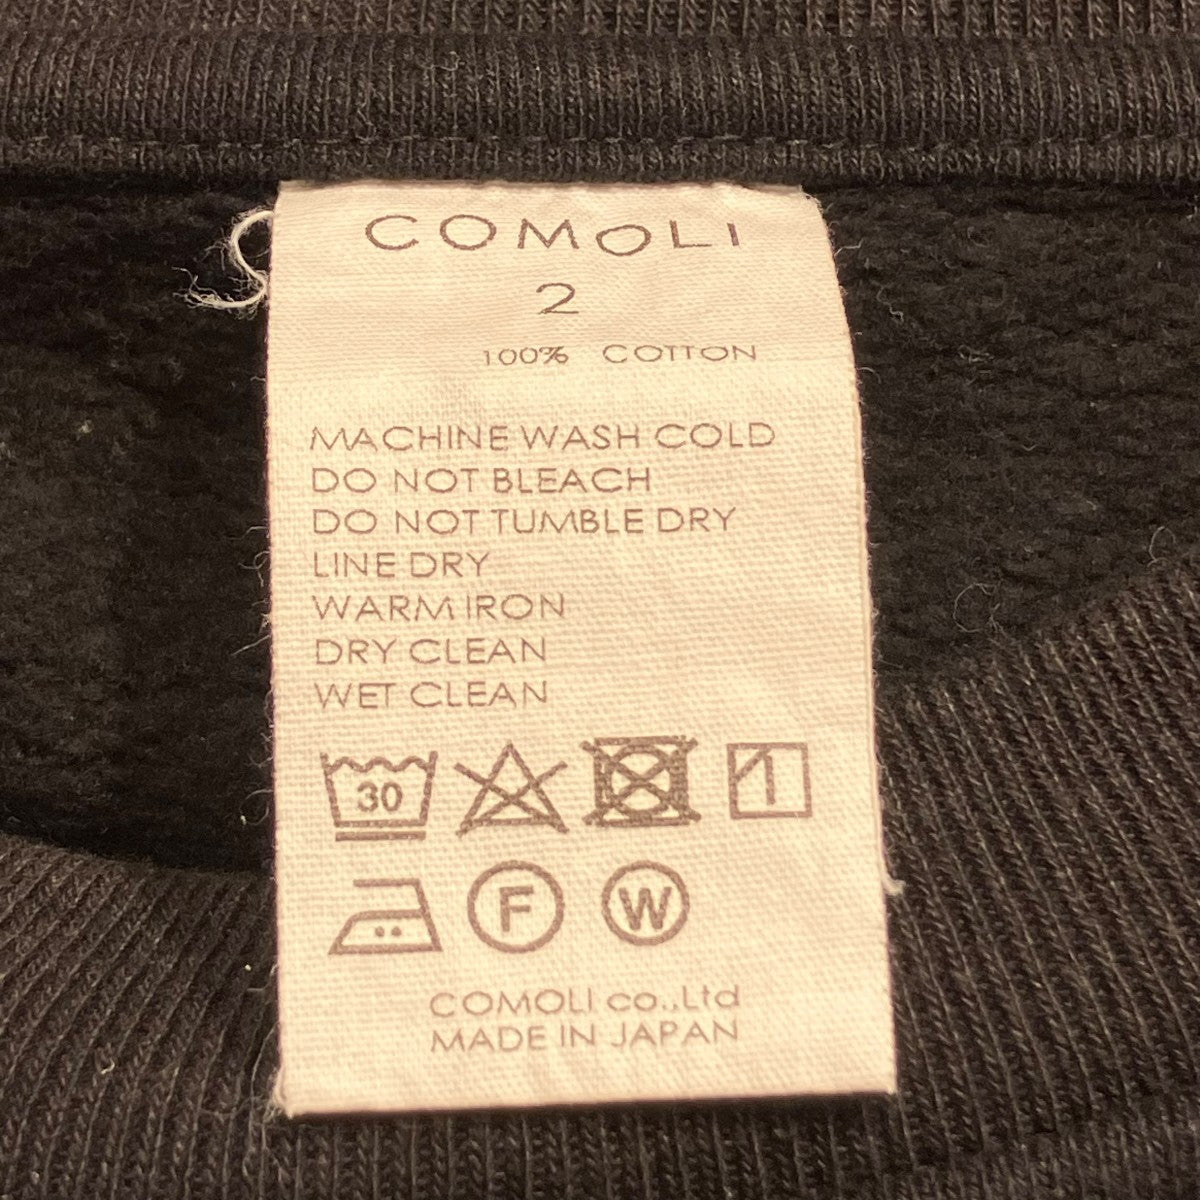 COMOLI
2
100% COTTON
MACHINE WASH COLD
DO NOT BLEACH
DO NOT TUMBLE DRY
LINE DRY
WARM IRON
DRY CLEAN
WET CLEAN
30
F W
COMOLI co.,Ltd
MADE IN JAPAN